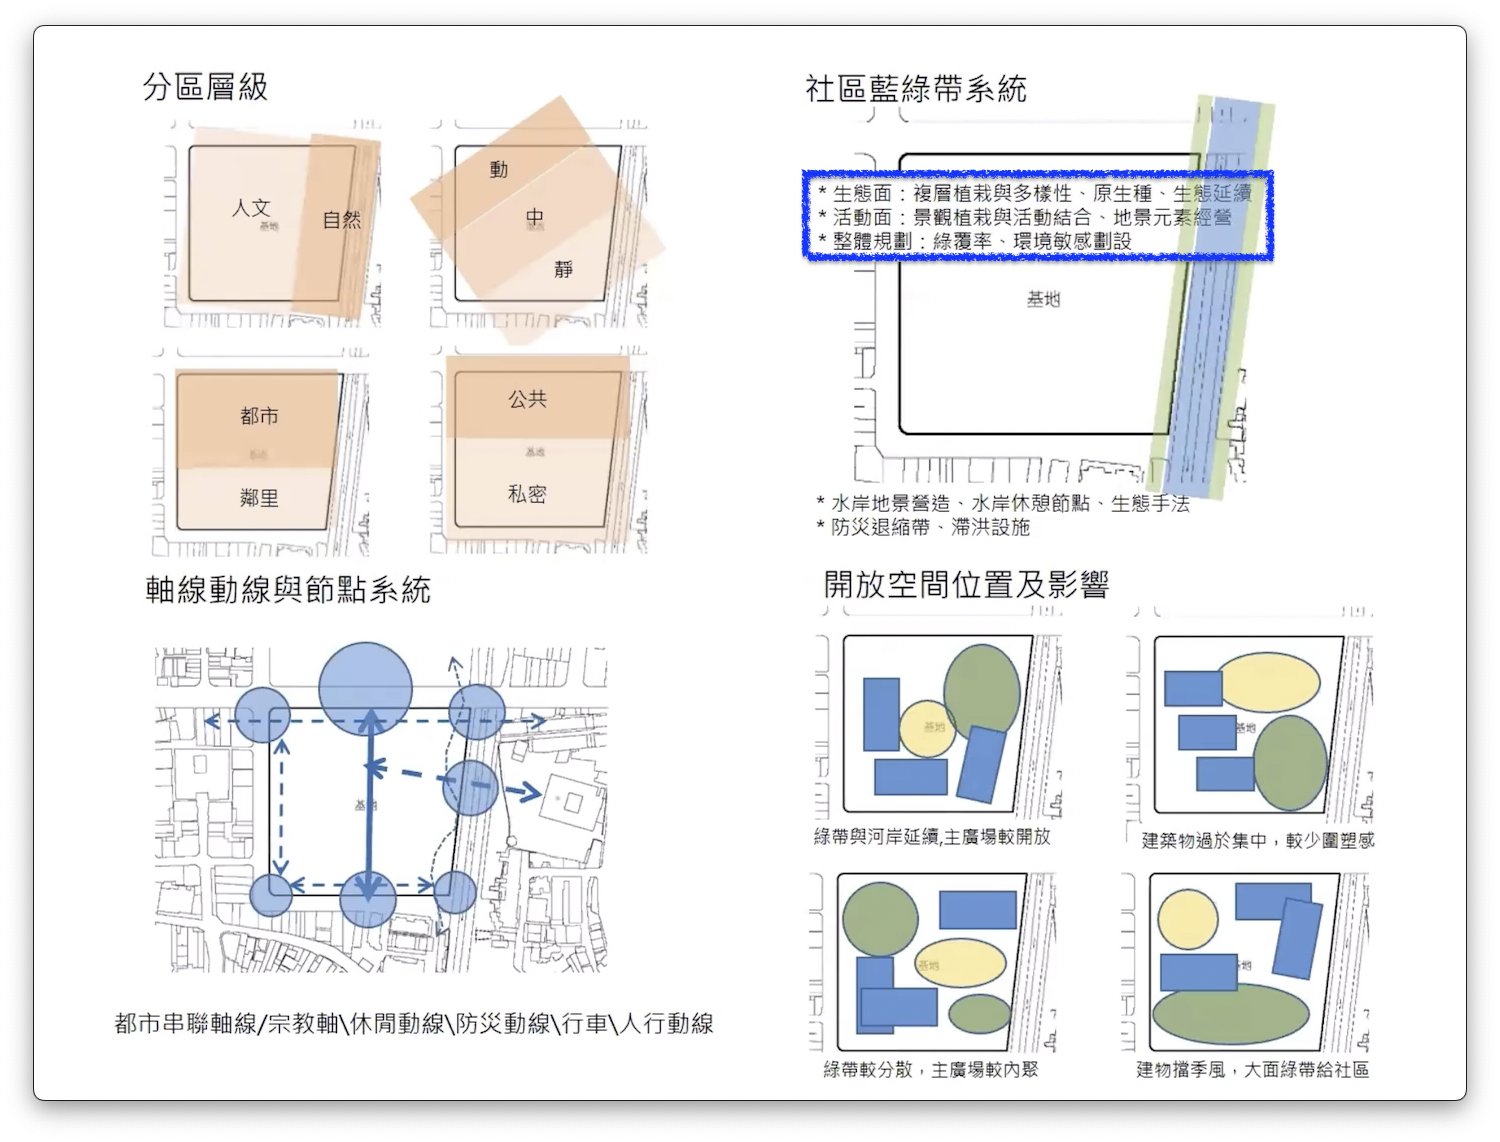 分區層級
人文
基地
自然
動
中
基地
靜
都市
基地
鄰里
公共
基地
私密
軸線動線與節點系統
基地
都市串聯軸線/宗教軸\休閒動線\防災動線\行車\人行動線
社區藍綠帶系統
* 生態面：複層植栽與多樣性、原生種、生態延續
* 活動面：景觀植栽與活動結合、地景元素經營
* 整體規劃：綠覆率、環境敏感劃設
基地
* 水岸地景營造、水岸休憩節點、生態手法
* 防災退縮帶、滯洪設施
開放空間位置及影響
基地
綠帶與河岸延續,主廣場較開放
基地
建築物過於集中，較少圍塑感
基地
綠帶較分散，主廣場較內聚
地
建物擋季風，大面綠帶給社區